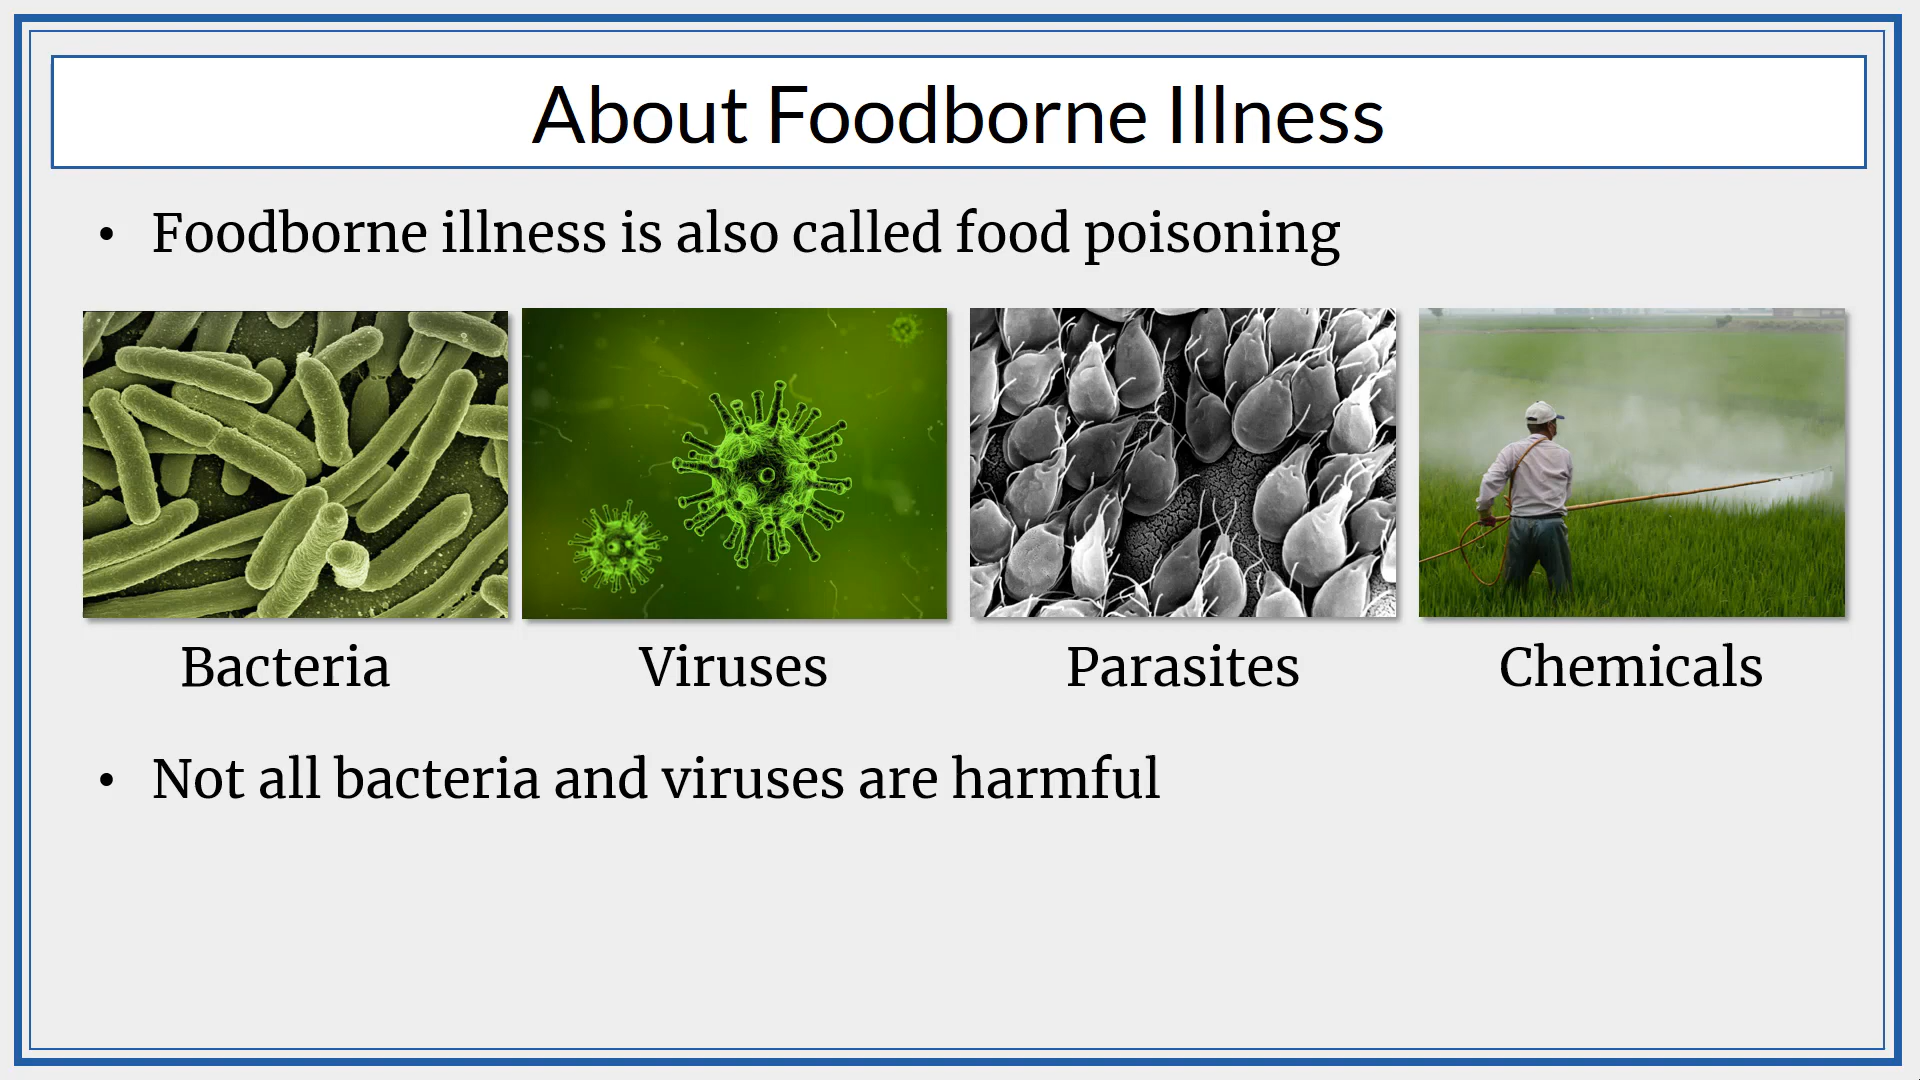 About Foodborne Illness
• Foodborne illness is also called food poisoning
Bacteria
Viruses
Parasites
Chemicals
• Not all bacteria and viruses are harmful